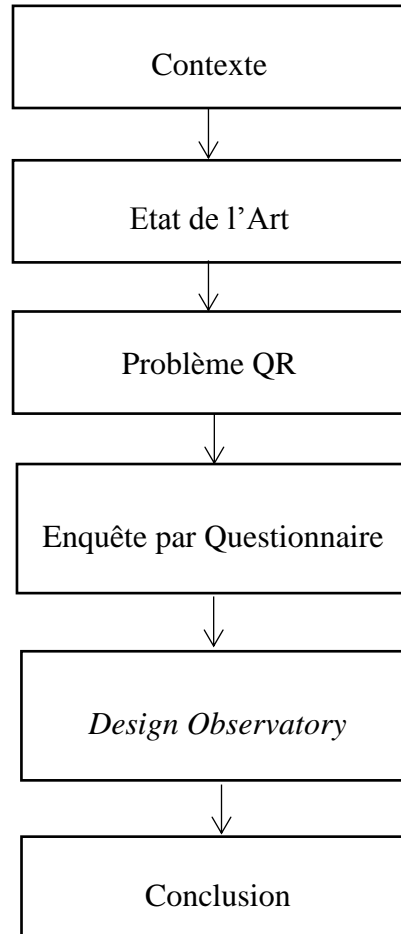 Contexte
Etat de l’Art
Problème QR
Enquête par Questionnaire
Design Observatory
Conclusion